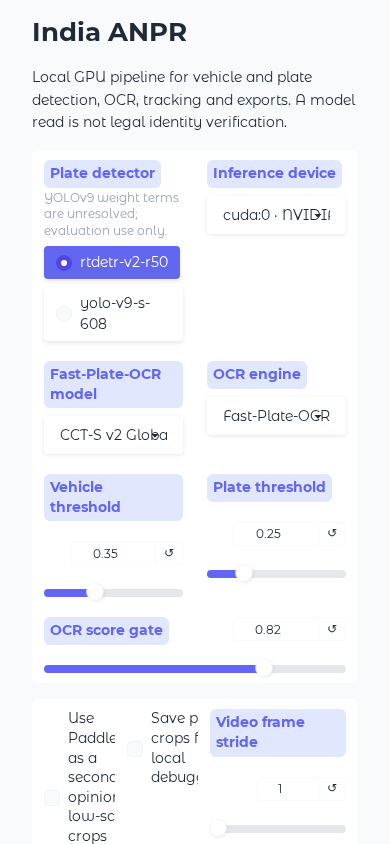 India ANPR
Local GPU pipeline for vehicle and plate
detection, OCR, tracking and exports. A model
read is not legal identity verification.
Plate detector
YOLOv9 weight terms
are unresolved;
evaluation use only.
rtdetr-v2-r50
yolo-v9-s-
608
Inference device
cuda:0 · NVIDI
Fast-Plate-OCR
model
CCT-S v2 Globa
OCR engine
Fast-Plate-OCR
Vehicle
threshold
0.35 ↺
Plate threshold
0.25 ↺
OCR score gate
0.82 ↺
Use
Paddle
as a
second
opinion
low-sc
crops
Save p
crops f
local
debugg
Video frame
stride
1 ↺